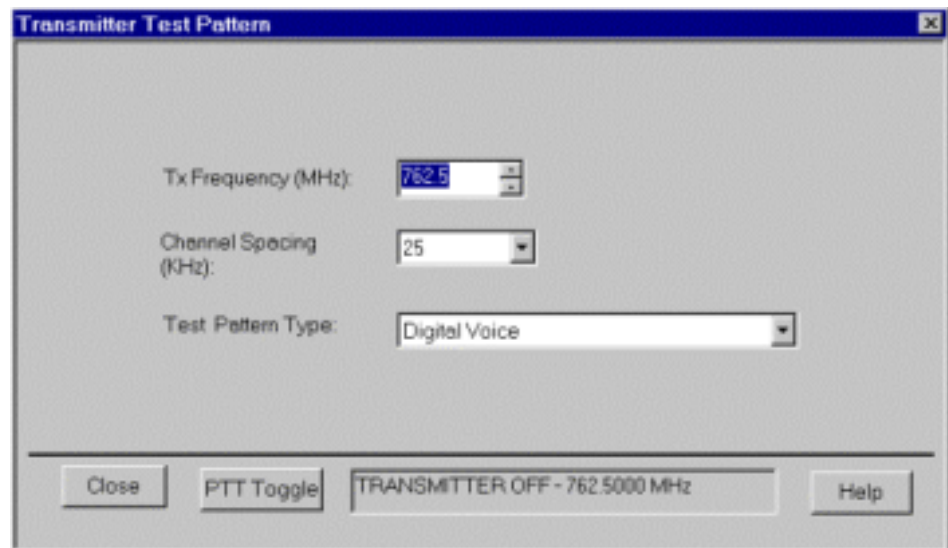 Transmitter Test Pattern
Tx Frequency (MHz): 762.5
Channel Spacing 25
(KHz):
Test Pattern Type: Digital Voice
Close PTT Toggle TRANSMITTER OFF - 762.5000 MHz Help